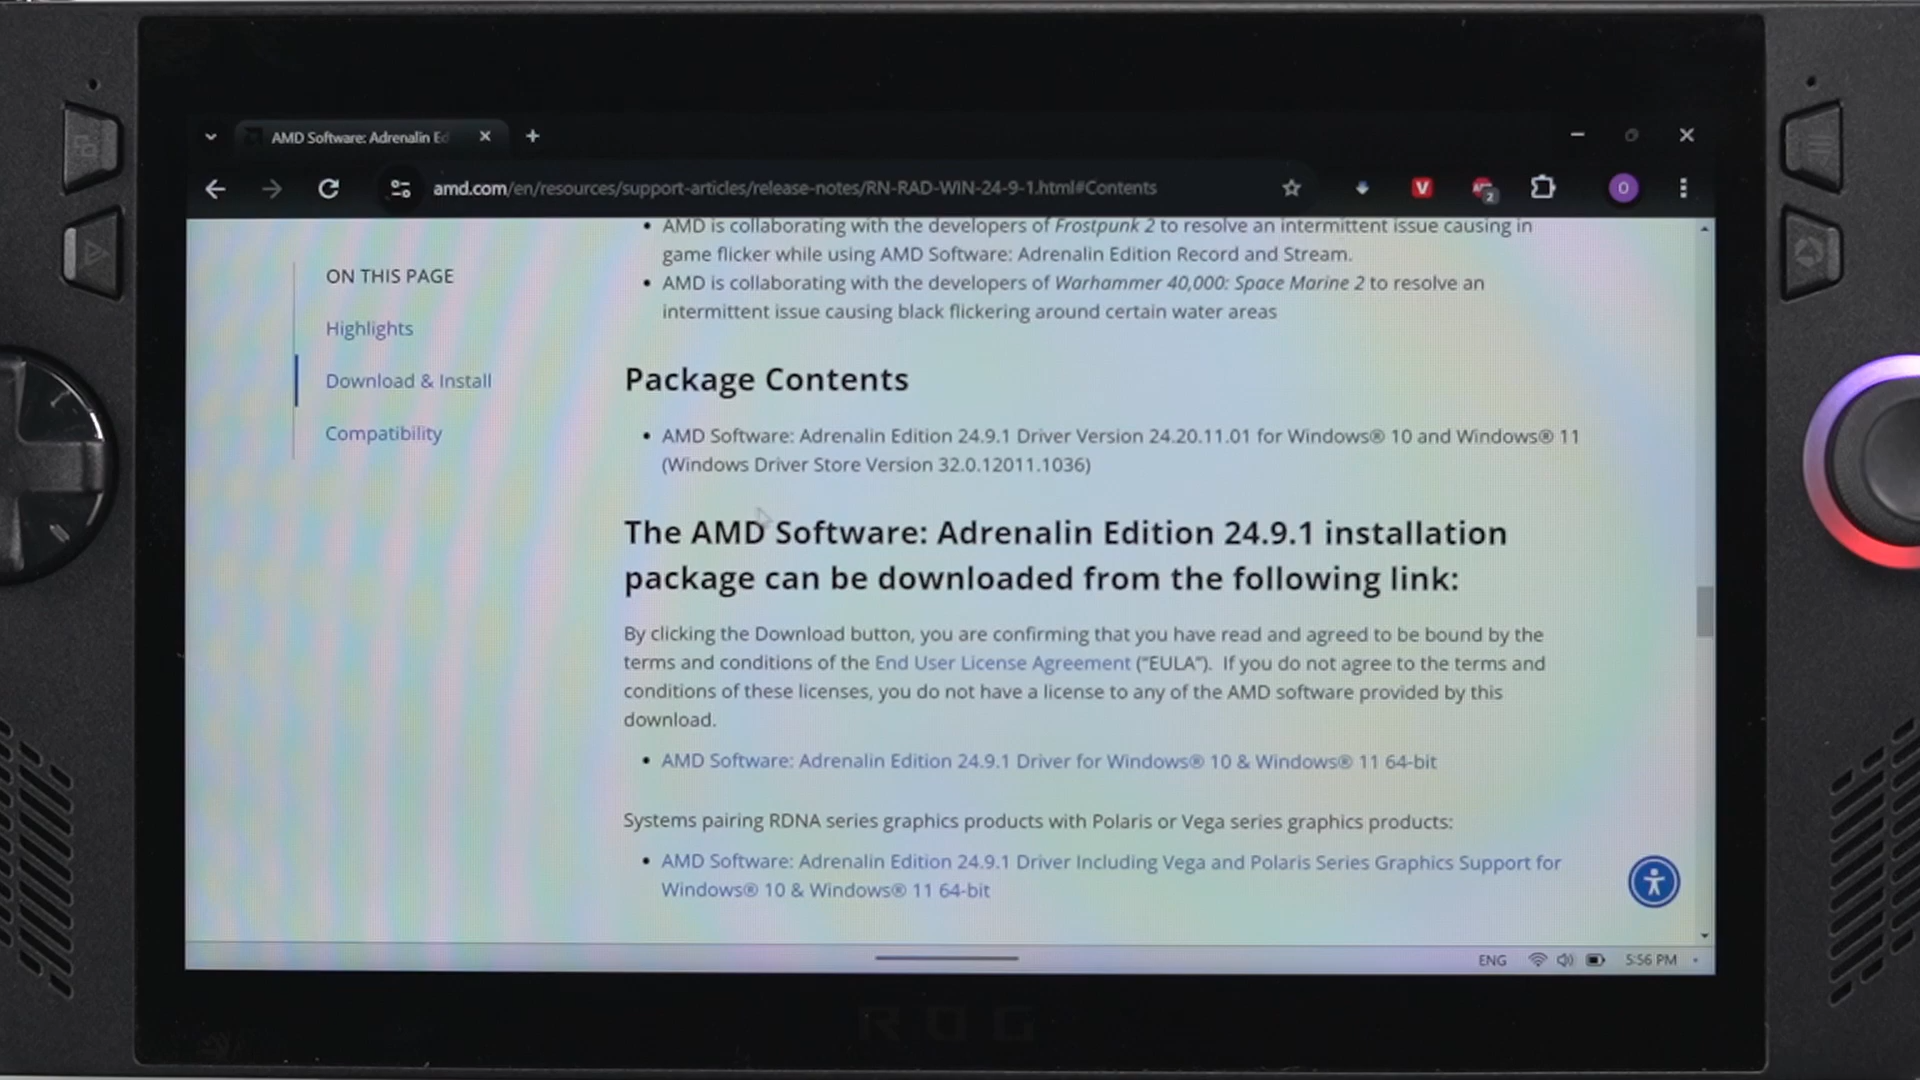 AMD Software: Adrenalin Ed
amd.com/en/resources/support-articles/release-notes/RN-RAD-WIN-24-9-1.html#Contents
V
2
O
ON THIS PAGE
Highlights
Download & Install
Compatibility
• AMD is collaborating with the developers of Frostpunk 2 to resolve an intermittent issue causing in
game flicker while using AMD Software: Adrenalin Edition Record and Stream.
• AMD is collaborating with the developers of Warhammer 40,000: Space Marine 2 to resolve an
intermittent issue causing black flickering around certain water areas
Package Contents
• AMD Software: Adrenalin Edition 24.9.1 Driver Version 24.20.11.01 for Windows® 10 and Windows® 11
(Windows Driver Store Version 32.0.12011.1036)
The AMD Software: Adrenalin Edition 24.9.1 installation
package can be downloaded from the following link:
By clicking the Download button, you are confirming that you have read and agreed to be bound by the
terms and conditions of the End User License Agreement (“EULA”). If you do not agree to the terms and
conditions of these licenses, you do not have a license to any of the AMD software provided by this
download.
• AMD Software: Adrenalin Edition 24.9.1 Driver for Windows® 10 & Windows® 11 64-bit
Systems pairing RDNA series graphics products with Polaris or Vega series graphics products:
• AMD Software: Adrenalin Edition 24.9.1 Driver Including Vega and Polaris Series Graphics Support for
Windows® 10 & Windows® 11 64-bit
ENG 5:56 PM
ROG